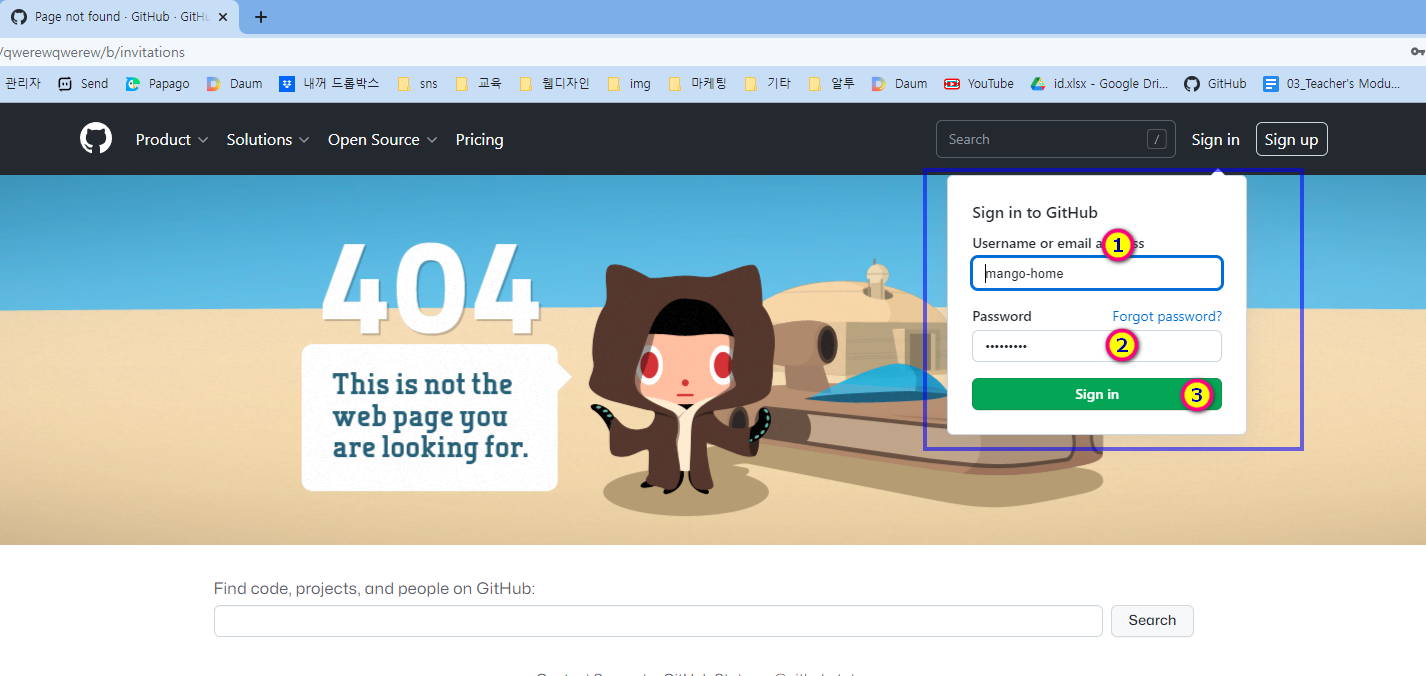 Page not found · GitHub · GitHu
/qwerewqwerew/b/invitations
관리자 Send Papago Daum 내꺼 드롭박스 sns 교육 웹디자인 img 마케팅 기타 알투 Daum YouTube id.xlsx - Google Dri... GitHub 03_Teacher's Modu...
Product Solutions Open Source Pricing Search / Sign in Sign up
404
This is not the
web page you
are looking for.
Sign in to GitHub
Username or email a ss
1
mango-home
Password Forgot password?
2
Sign in 3
Find code, projects, and people on GitHub:
Search